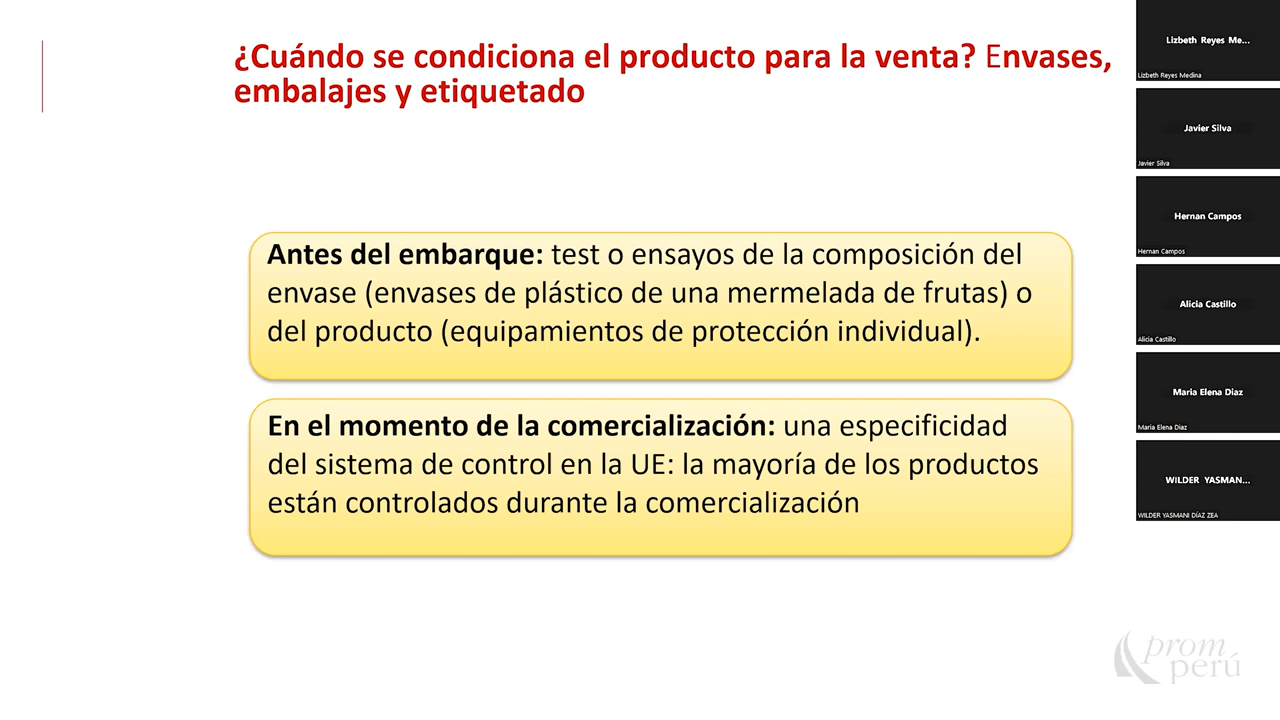 ¿Cuándo se condiciona el producto para la venta? Envases,
embalajes y etiquetado
Antes del embarque: test o ensayos de la composición del
envase (envases de plástico de una mermelada de frutas) o
del producto (equipamientos de protección individual).
En el momento de la comercialización: una especificidad
del sistema de control en la UE: la mayoría de los productos
están controlados durante la comercialización
Lizbeth Reyes Me...
Lizbeth Reyes Medina
Javier Silva
Javier Silva
Hernan Campos
Hernan Campos
Alicia Castillo
Alicia Castillo
Maria Elena Diaz
Maria Elena Diaz
WILDER YASMAN...
WILDER YASMANI DÍAZ ZEA
prom
perú